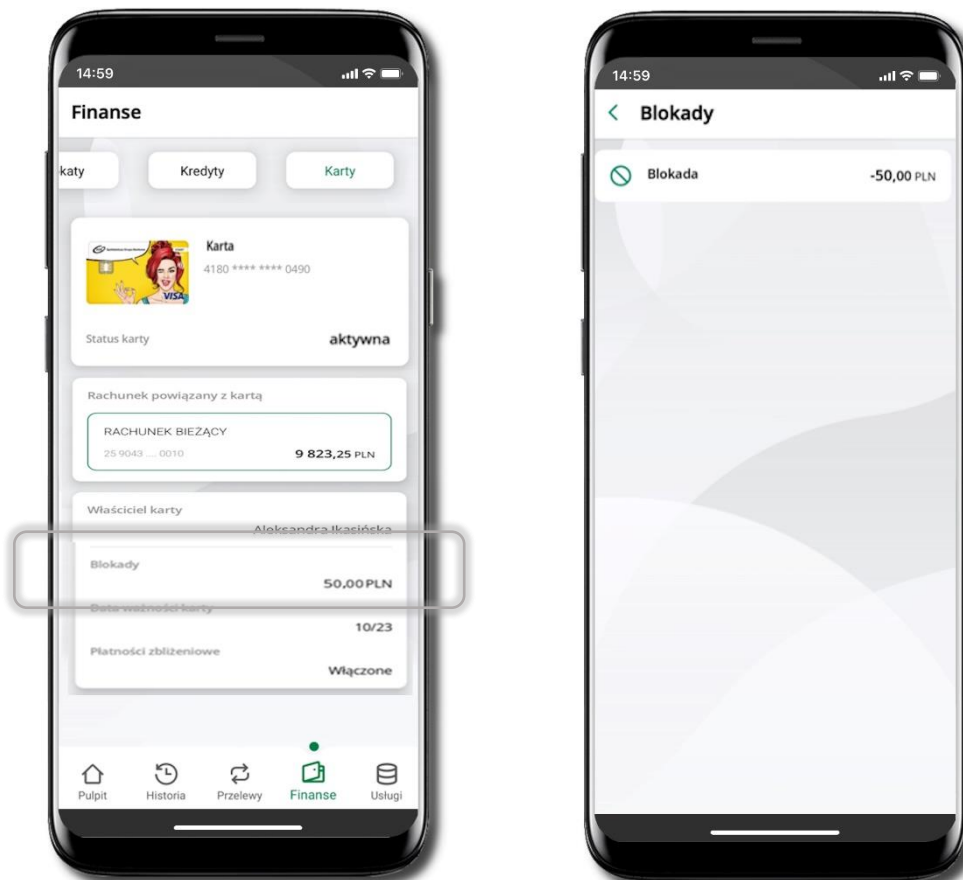 14:59
Finanse
katy
Kredyty
Karty
Karta
4180 **** **** 0490
VISA
Status karty
aktywna
Rachunek powiązany z kartą
RACHUNEK BIEŻĄCY
25 9043 ... 0010
9 823,25 PLN
Właściciel karty
Aleksandra Ikasińska
Blokady
50,00 PLN
Data ważności karty
10/23
Płatności zbliżeniowe
Włączone
Pulpit
Historia
Przelewy
Finanse
Usługi
14:59
Blokady
Blokada
-50,00 PLN